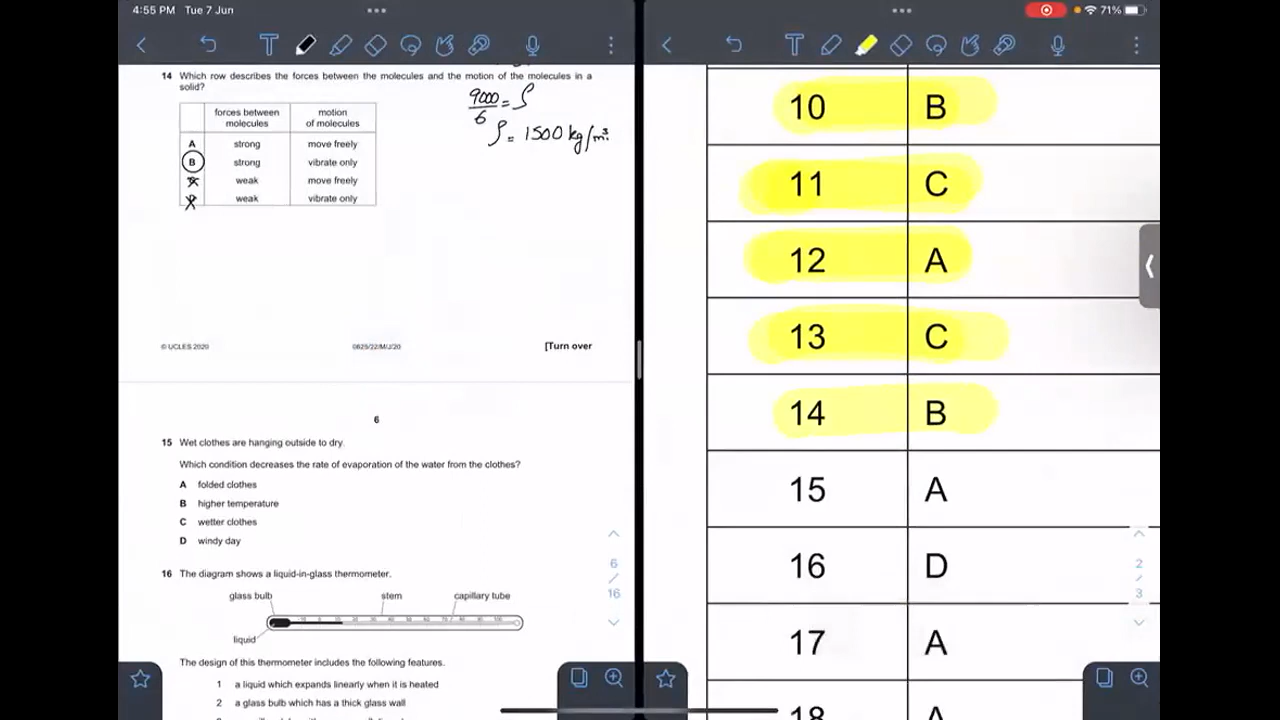 4:55 PM Tue 7 Jun
71%
14 Which row describes the forces between the molecules and the motion of the molecules in a
solid?
forces between
molecules
motion
of molecules
A strong move freely
B strong vibrate only
weak move freely
weak vibrate only
9000
6
= ρ
ρ = 1500 kg/m³
© UCLES 2020 0625/22/M/J/20 [Turn over
6
15 Wet clothes are hanging outside to dry.
Which condition decreases the rate of evaporation of the water from the clothes?
A folded clothes
B higher temperature
C wetter clothes
D windy day
16 The diagram shows a liquid-in-glass thermometer.
glass bulb stem capillary tube
liquid
The design of this thermometer includes the following features.
1 a liquid which expands linearly when it is heated
2 a glass bulb which has a thick glass wall
6
/
16
10 B
11 C
12 A
13 C
14 B
15 A
16 D
17 A
18 A
2
/
3